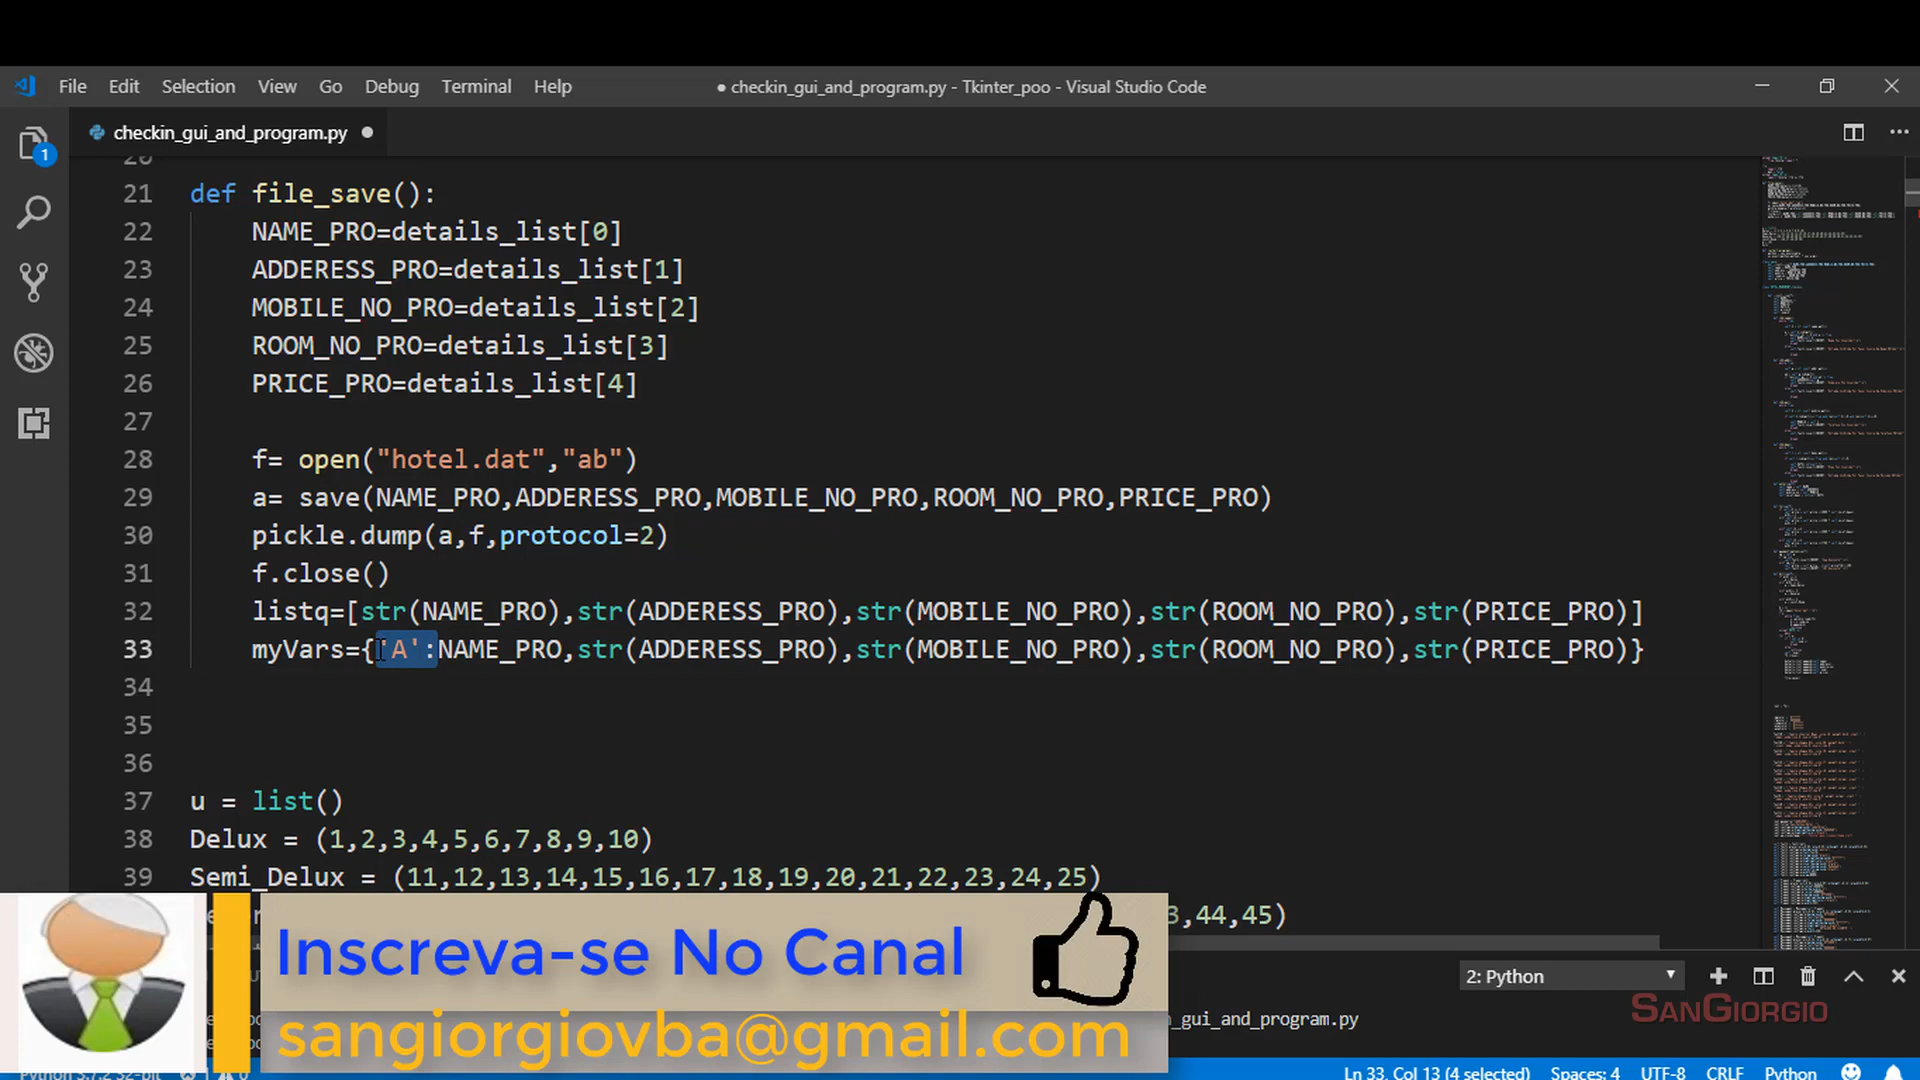 File Edit Selection View Go Debug Terminal Help
● checkin_gui_and_program.py - Tkinter_poo - Visual Studio Code
checkin_gui_and_program.py ●
1
20
21 def file_save():
22 NAME_PRO=details_list[0]
23 ADDERESS_PRO=details_list[1]
24 MOBILE_NO_PRO=details_list[2]
25 ROOM_NO_PRO=details_list[3]
26 PRICE_PRO=details_list[4]
27
28 f= open("hotel.dat","ab")
29 a= save(NAME_PRO,ADDERESS_PRO,MOBILE_NO_PRO,ROOM_NO_PRO,PRICE_PRO)
30 pickle.dump(a,f,protocol=2)
31 f.close()
32 listq=[str(NAME_PRO),str(ADDERESS_PRO),str(MOBILE_NO_PRO),str(ROOM_NO_PRO),str(PRICE_PRO)]
33 myVars={'A':NAME_PRO,str(ADDERESS_PRO),str(MOBILE_NO_PRO),str(ROOM_NO_PRO),str(PRICE_PRO)}
34
35
36
37 u = list()
38 Delux = (1,2,3,4,5,6,7,8,9,10)
39 Semi_Delux = (11,12,13,14,15,16,17,18,19,20,21,22,23,24,25)
,44,45)
Inscreva-se No Canal
sangiorgiovba@gmail.com
2: Python
SANGIORGIO
_gui_and_program.py
Python 3.7.2 32-bit
Ln 33, Col 13 (4 selected) Spaces: 4 UTF-8 CRLF Python